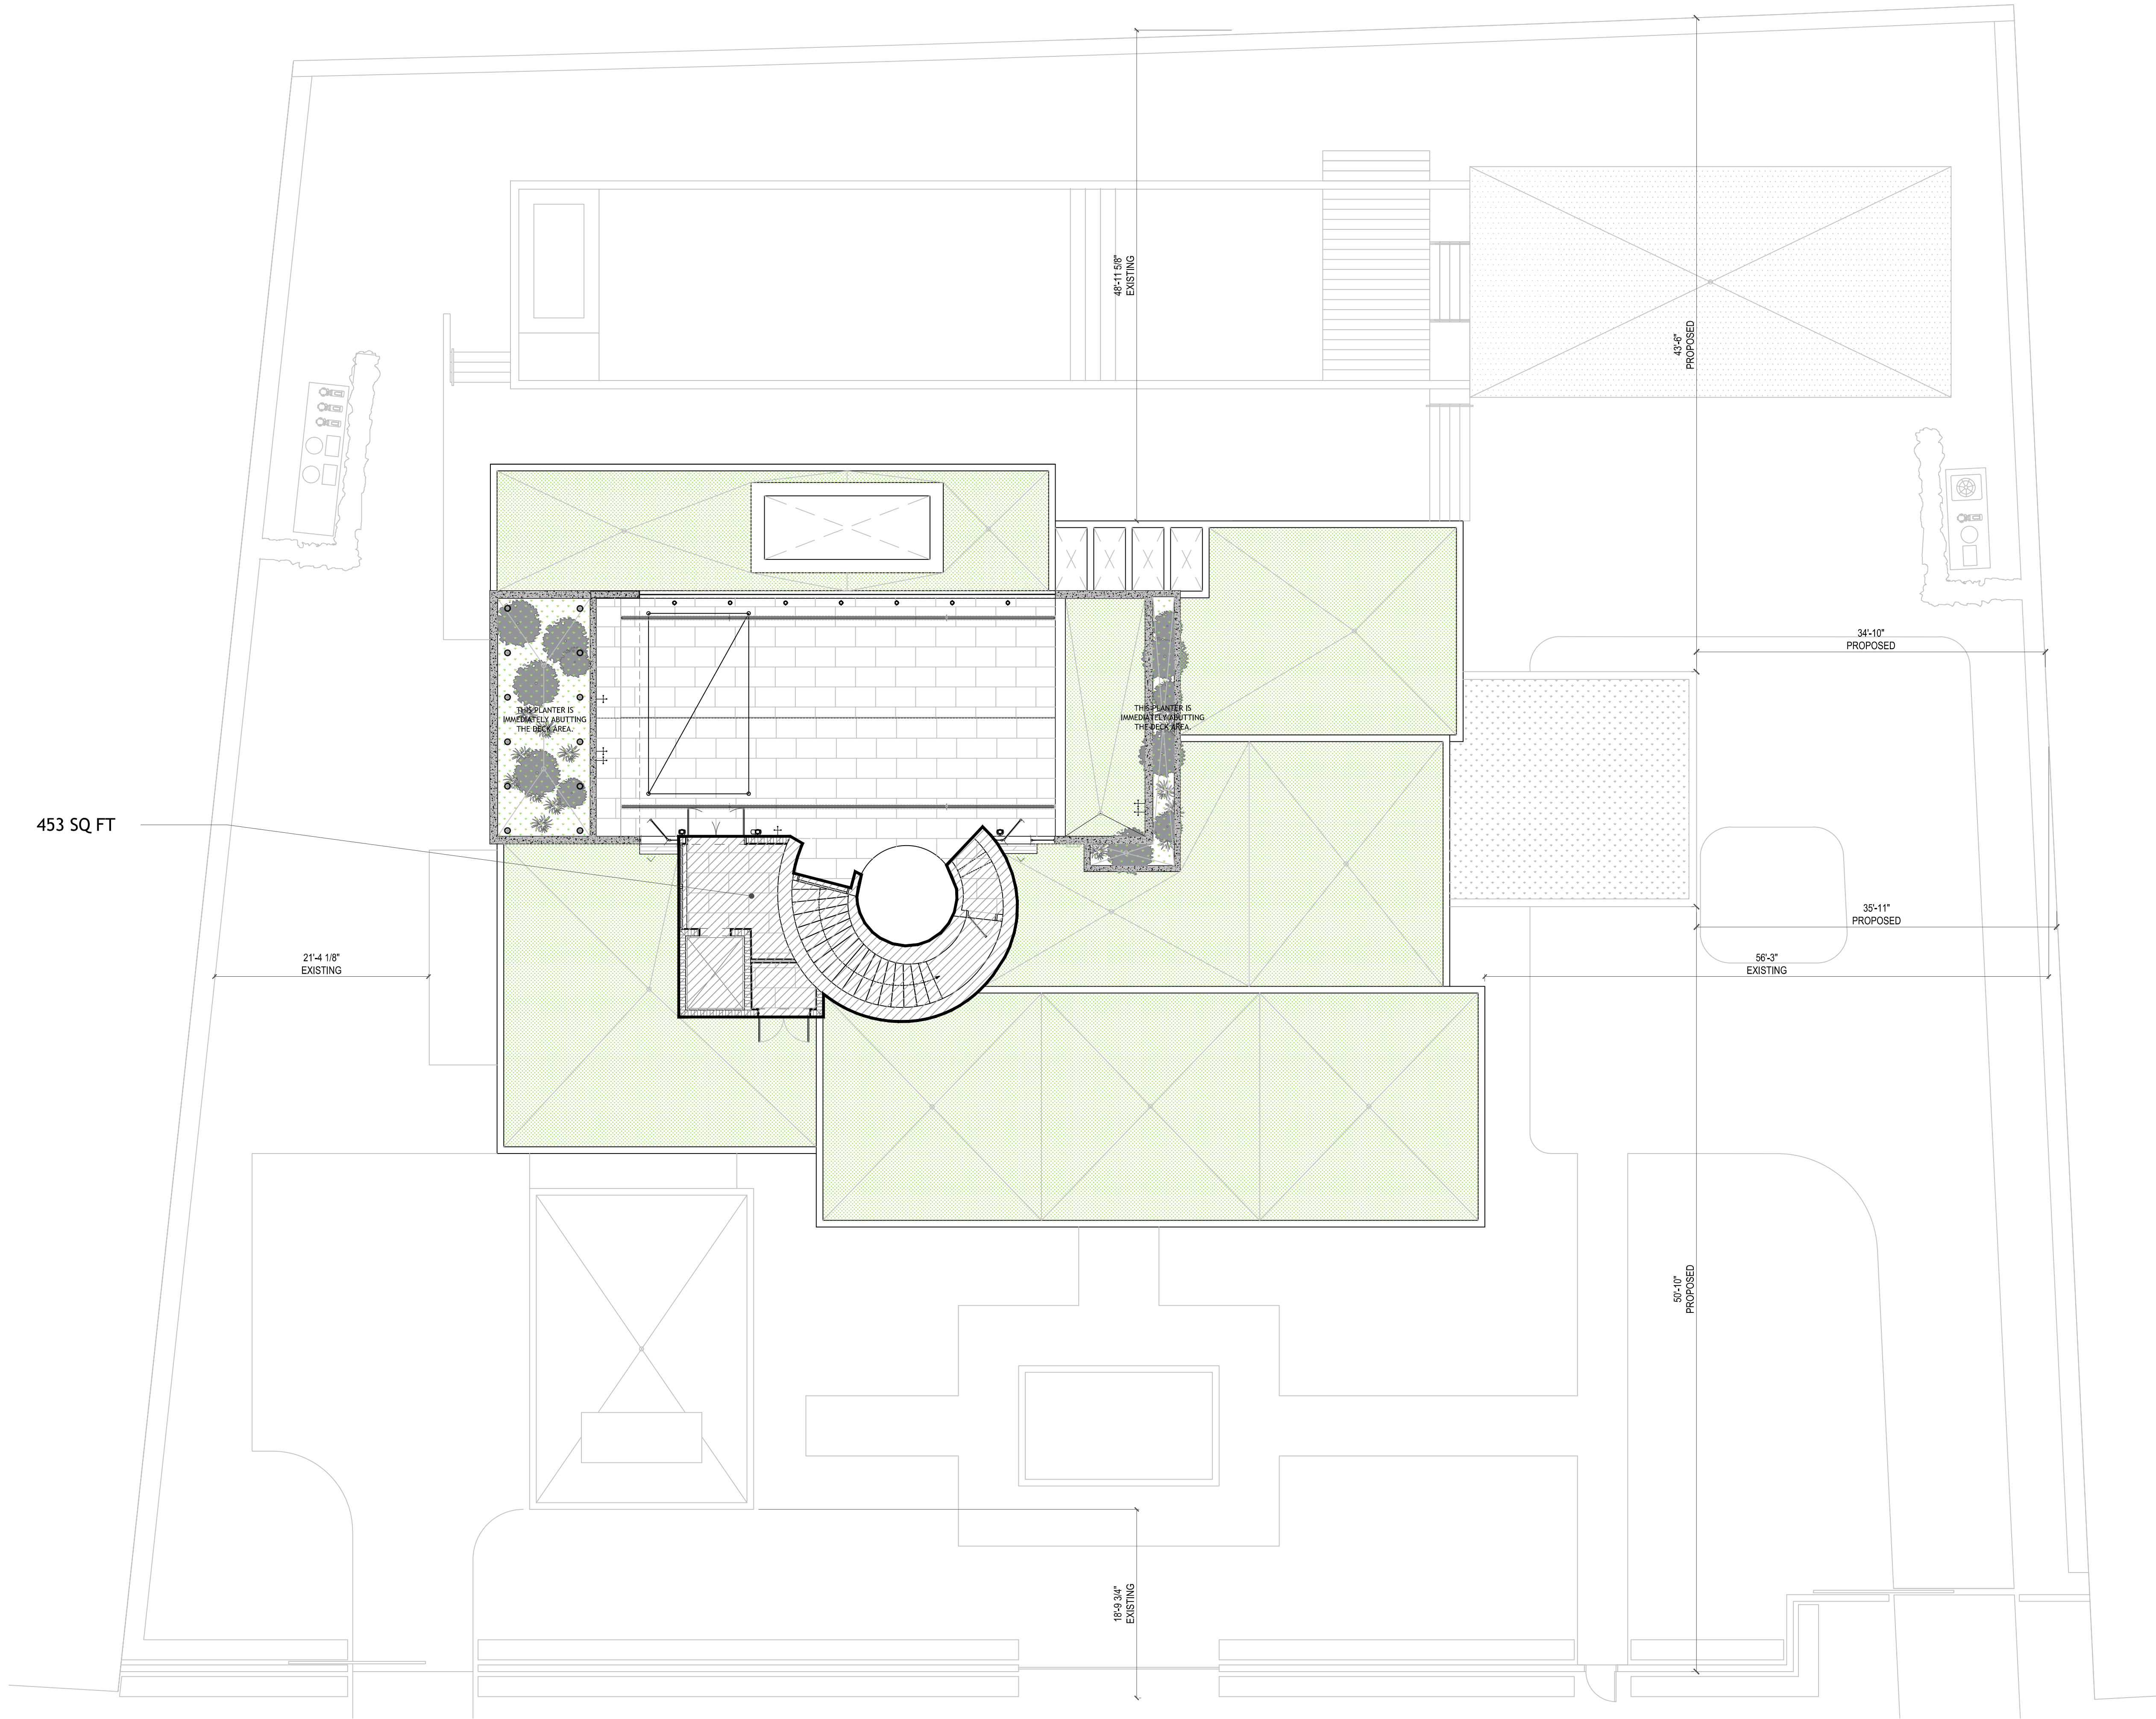 48'-11 5/8"
EXISTING
43'-6"
PROPOSED
34'-10"
PROPOSED
THIS PLANTER IS
IMMEDIATELY ABUTTING
THE DECK AREA.
THIS PLANTER IS
IMMEDIATELY ABUTTING
THE DECK AREA.
453 SQ FT
35'-11"
PROPOSED
21'-4 1/8"
EXISTING
56'-3"
EXISTING
50'-10"
PROPOSED
18'-9 3/4"
EXISTING